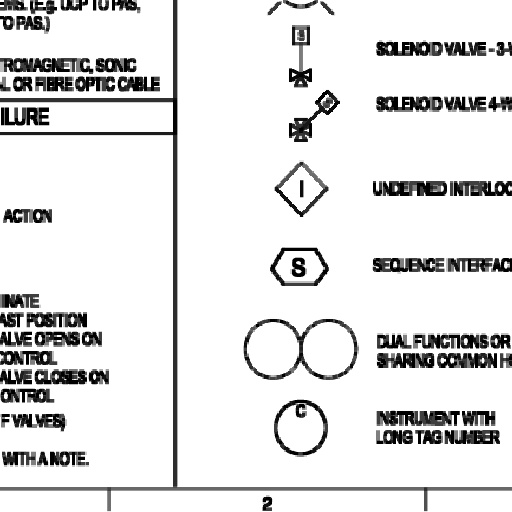 EMS. (E.g. UCP TO PAS,
TO PAS.)
TROMAGNETIC, SONIC
OR FIBRE OPTIC CABLE
ILURE
ACTION
INATE
AST POSITION
ALVE OPENS ON
CONTROL
ALVE CLOSES ON
ONTROL
F VALVES)
WITH A NOTE.
S
SOLENOID VALVE - 3-
S
SOLENOID VALVE 4-W
I
UNDEFINED INTERLOC
S
SEQUENCE INTERFAC
DUAL FUNCTIONS OR
SHARING COMMON H
C
INSTRUMENT WITH
LONG TAG NUMBER
2